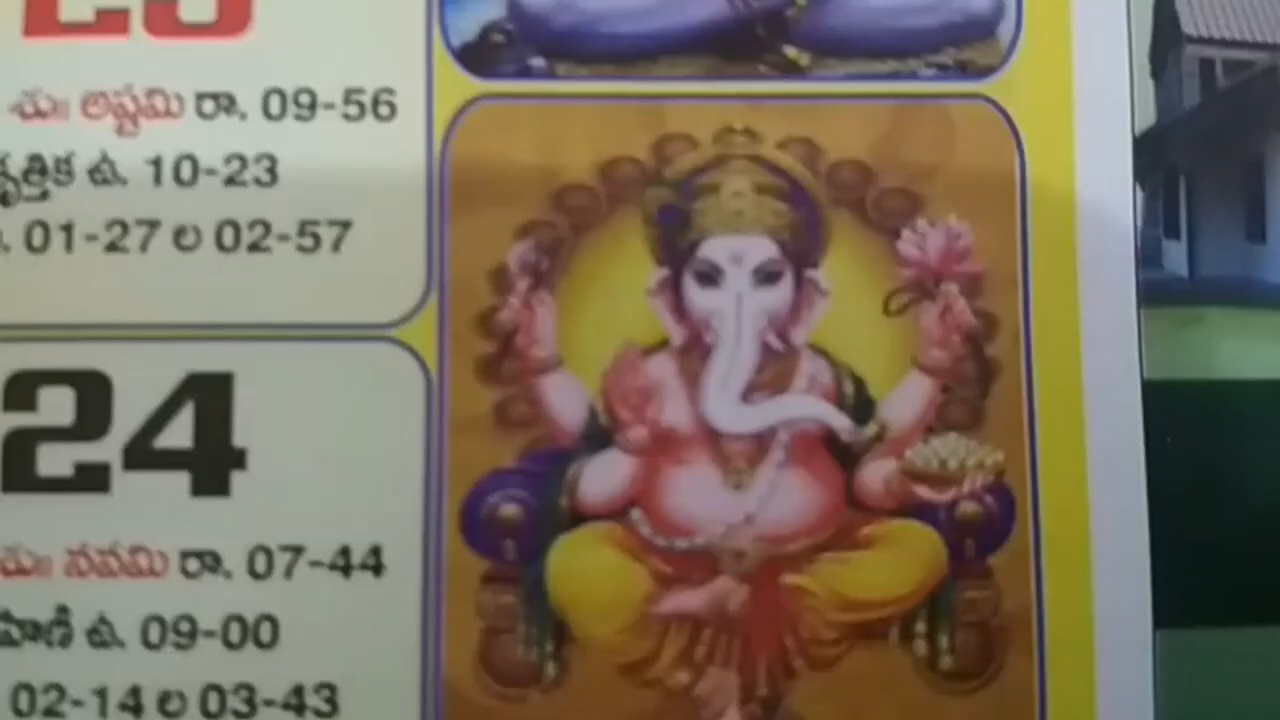 శుః అష్టమి రా. 09-56
కృత్తిక ఉ. 10-23
01-27 ల 02-57
24
శుః నవమి రా. 07-44
ఉ. 09-00
02-14 ల 03-43